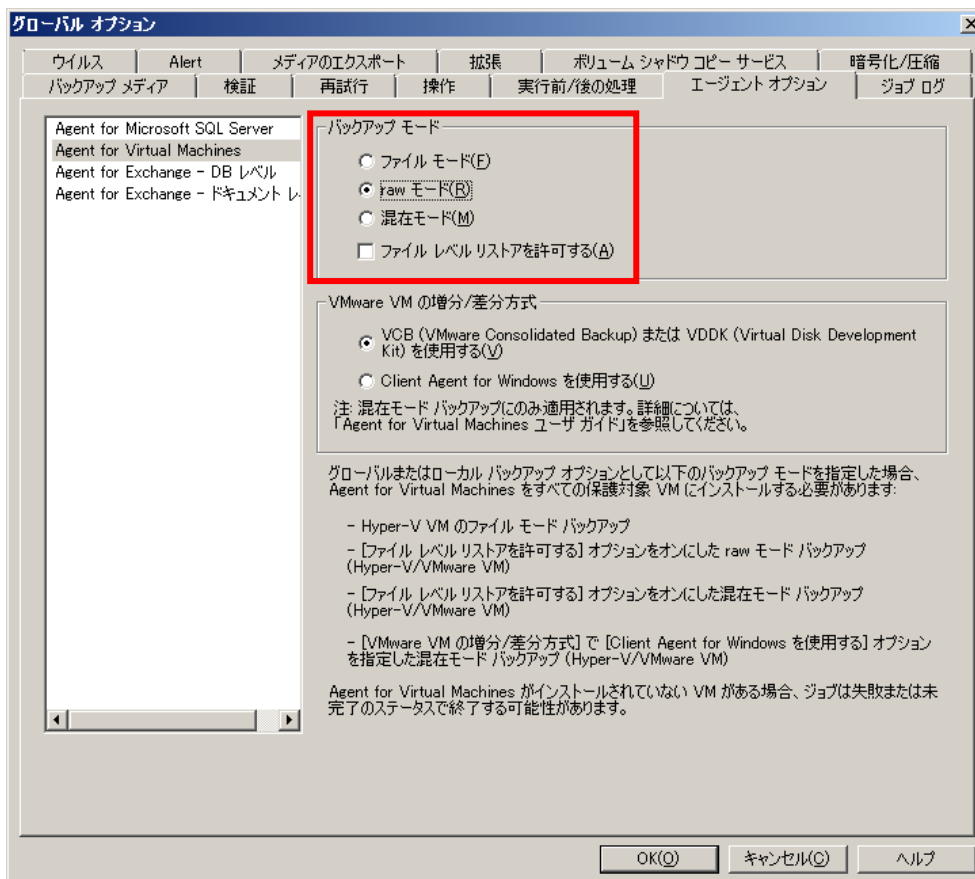 グローバル オプション
ウイルス
Alert
メディアのエクスポート
拡張
ボリューム シャドウ コピー サービス
暗号化/圧縮
バックアップ メディア
検証
再試行
操作
実行前/後の処理
エージェント オプション
ジョブ ログ
Agent for Microsoft SQL Server
Agent for Virtual Machines
Agent for Exchange - DB レベル
Agent for Exchange - ドキュメント レ
バックアップ モード
ファイル モード(F)
raw モード(R)
混在モード(M)
ファイル レベル リストアを許可する(A)
VMware VM の増分/差分方式
VCB (VMware Consolidated Backup) または VDDK (Virtual Disk Development
Kit) を使用する(V)
Client Agent for Windows を使用する(U)
注: 混在モード バックアップにのみ適用されます。詳細については、
「Agent for Virtual Machines ユーザ ガイド」を参照してください。
グローバルまたはローカル バックアップ オプションとして以下のバックアップ モードを指定した場合、
Agent for Virtual Machines をすべての保護対象 VM にインストールする必要があります:
- Hyper-V VM のファイル モード バックアップ
- [ファイル レベル リストアを許可する] オプションをオンにした raw モード バックアップ
(Hyper-V/VMware VM)
- [ファイル レベル リストアを許可する] オプションをオンにした混在モード バックアップ
(Hyper-V/VMware VM)
- [VMware VM の増分/差分方式] で [Client Agent for Windows を使用する] オプション
を指定した混在モード バックアップ (Hyper-V/VMware VM)
Agent for Virtual Machines がインストールされていない VM がある場合、ジョブは失敗または未
完了のステータスで終了する可能性があります。
OK(O)
キャンセル(C)
ヘルプ